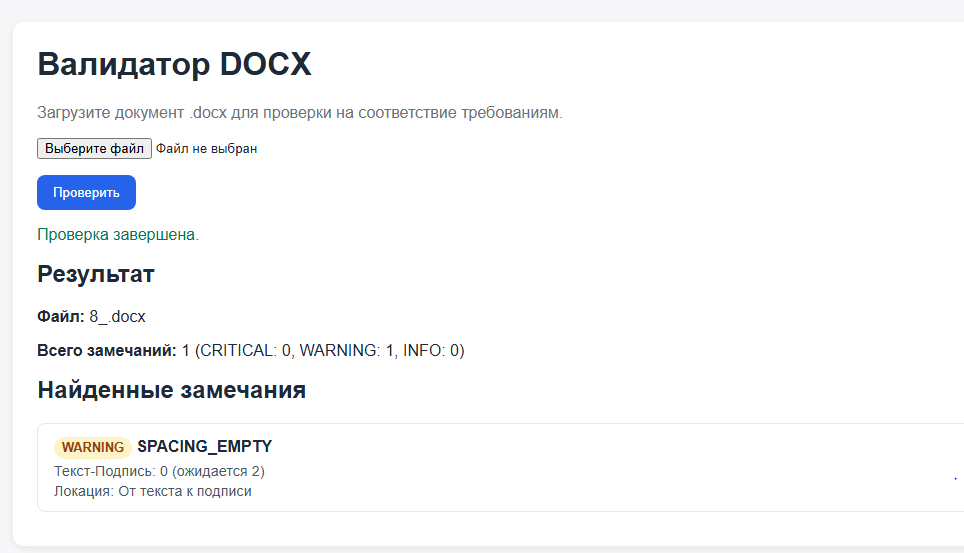 Валидатор DOCX
Загрузите документ .docx для проверки на соответствие требованиям.
Выберите файл Файл не выбран
Проверить
Проверка завершена.
Результат
Файл: 8_.docx
Всего замечаний: 1 (CRITICAL: 0, WARNING: 1, INFO: 0)
Найденные замечания
WARNING SPACING_EMPTY
Текст-Подпись: 0 (ожидается 2)
Локация: От текста к подписи